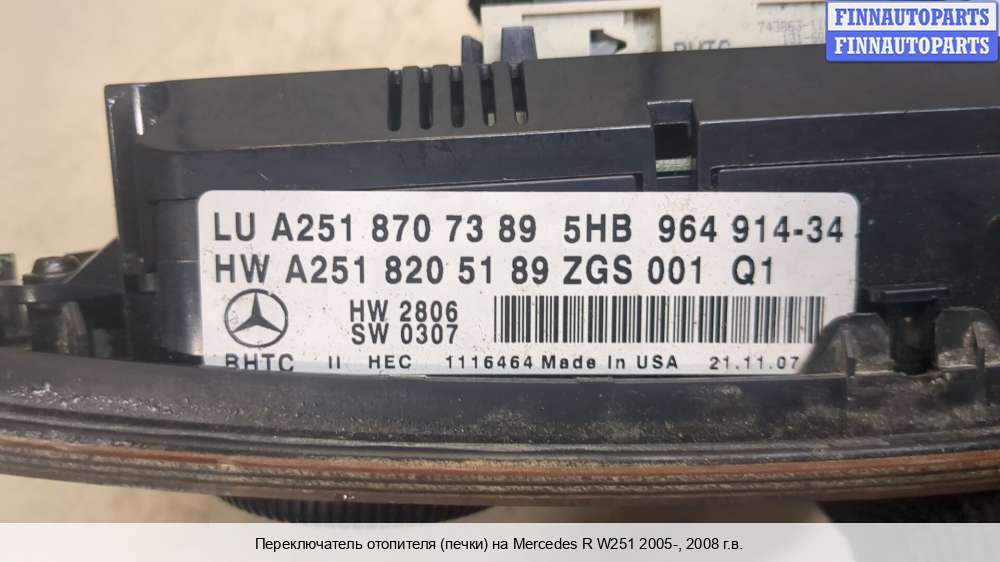 FINNAUTOPARTS
FINNAUTOPARTS
BHTC
LU A251 870 73 89 5HB 964 914-34
HW A251 820 51 89 ZGS 001 Q1
HW 2806
SW 0307
BHTC II HEC 1116464 Made In USA 21.11.07
Переключатель отопителя (печки) на Mercedes R W251 2005-, 2008 г.в.